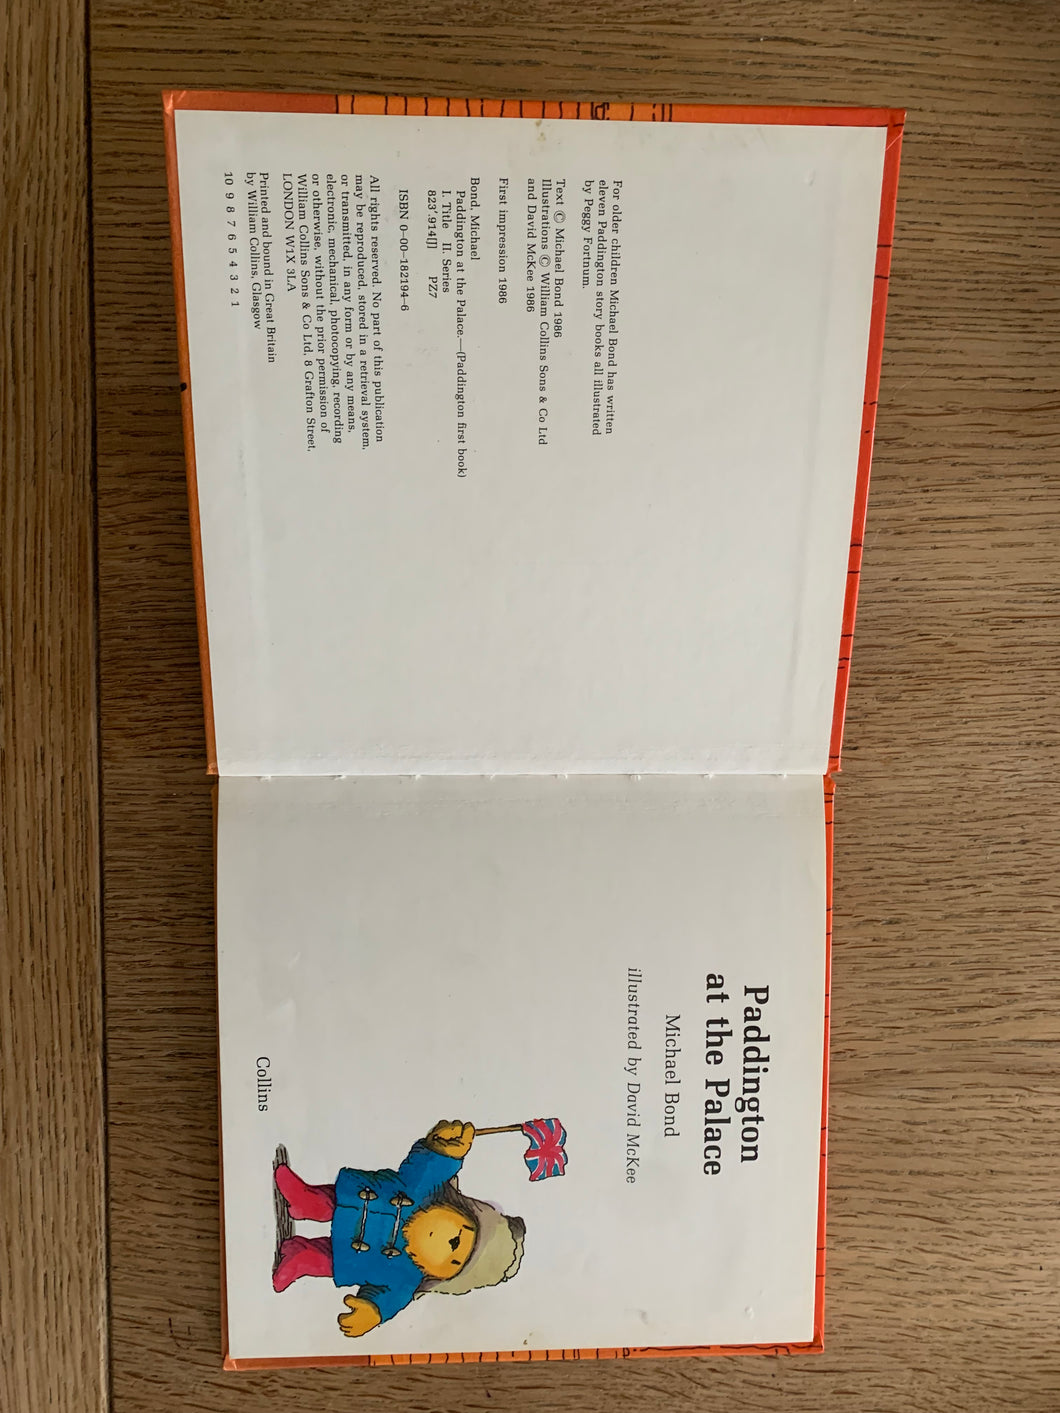 For older children Michael Bond has written
eleven Paddington story books all illustrated
by Peggy Fortnum.
Text © Michael Bond 1986
Illustrations © William Collins Sons & Co Ltd
and David McKee 1986
First impression 1986
Bond, Michael
Paddington at the Palace.—(Paddington first book)
I. Title II. Series
823'.914[J] PZ7
ISBN 0-00-182194-6
All rights reserved. No part of this publication
may be reproduced, stored in a retrieval system,
or transmitted, in any form or by any means,
electronic, mechanical, photocopying, recording
or otherwise, without the prior permission of
William Collins Sons & Co Ltd, 8 Grafton Street,
LONDON W1X 3LA
Printed and bound in Great Britain
by William Collins, Glasgow
10 9 8 7 6 5 4 3 2 1
Paddington
at the Palace
Michael Bond
illustrated by David McKee
Collins